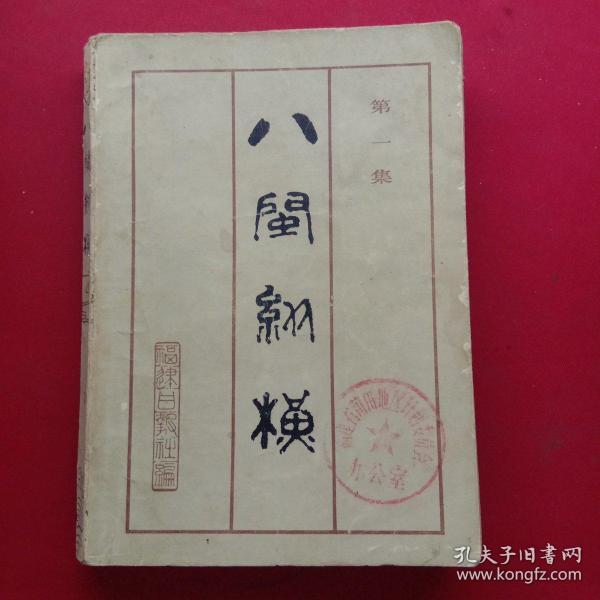 第一集
八閩縱横
福建日報社編
办公室
孔夫子旧书网
www.kongfz.com